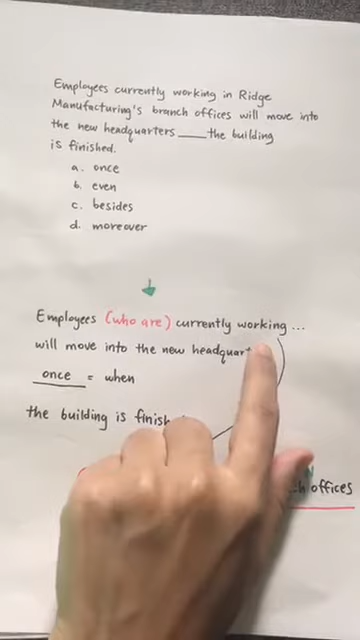 Employees currently working in Ridge
Manufacturing's branch offices will move into
the new headquarters ____ the building
is finished.
a. once
b. even
c. besides
d. moreover
Employees (who are) currently working ...
will move into the new
once = when
the building is
offices